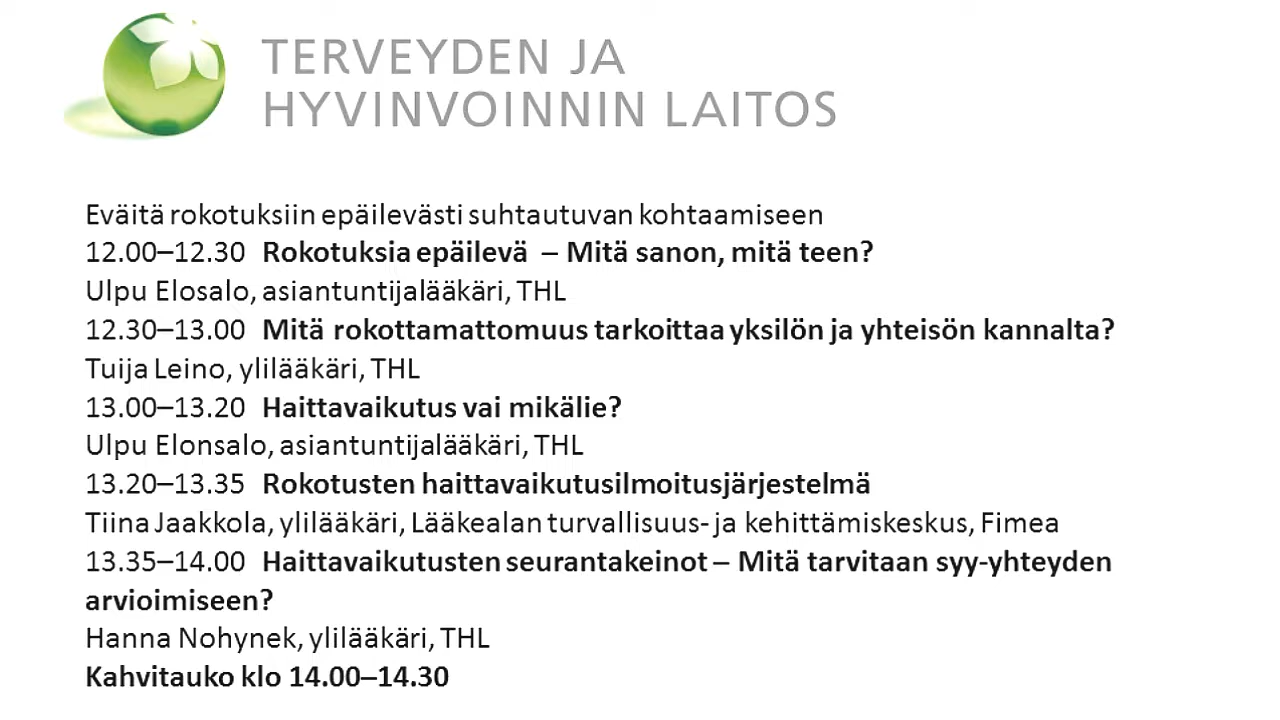 TERVEYDEN JA
HYVINVOINNIN LAITOS
Eväitä rokotuksiin epäilevästi suhtautuvan kohtaamiseen
12.00–12.30 Rokotuksia epäilevä – Mitä sanon, mitä teen?
Ulpu Elosalo, asiantuntijalääkäri, THL
12.30–13.00 Mitä rokottamattomuus tarkoittaa yksilön ja yhteisön kannalta?
Tuija Leino, ylilääkäri, THL
13.00–13.20 Haittavaikutus vai mikälie?
Ulpu Elonsalo, asiantuntijalääkäri, THL
13.20–13.35 Rokotusten haittavaikutusilmoitusjärjestelmä
Tiina Jaakkola, ylilääkäri, Lääkealan turvallisuus- ja kehittämiskeskus, Fimea
13.35–14.00 Haittavaikutusten seurantakeinot – Mitä tarvitaan syy-yhteyden
arvioimiseen?
Hanna Nohynek, ylilääkäri, THL
Kahvitauko klo 14.00–14.30